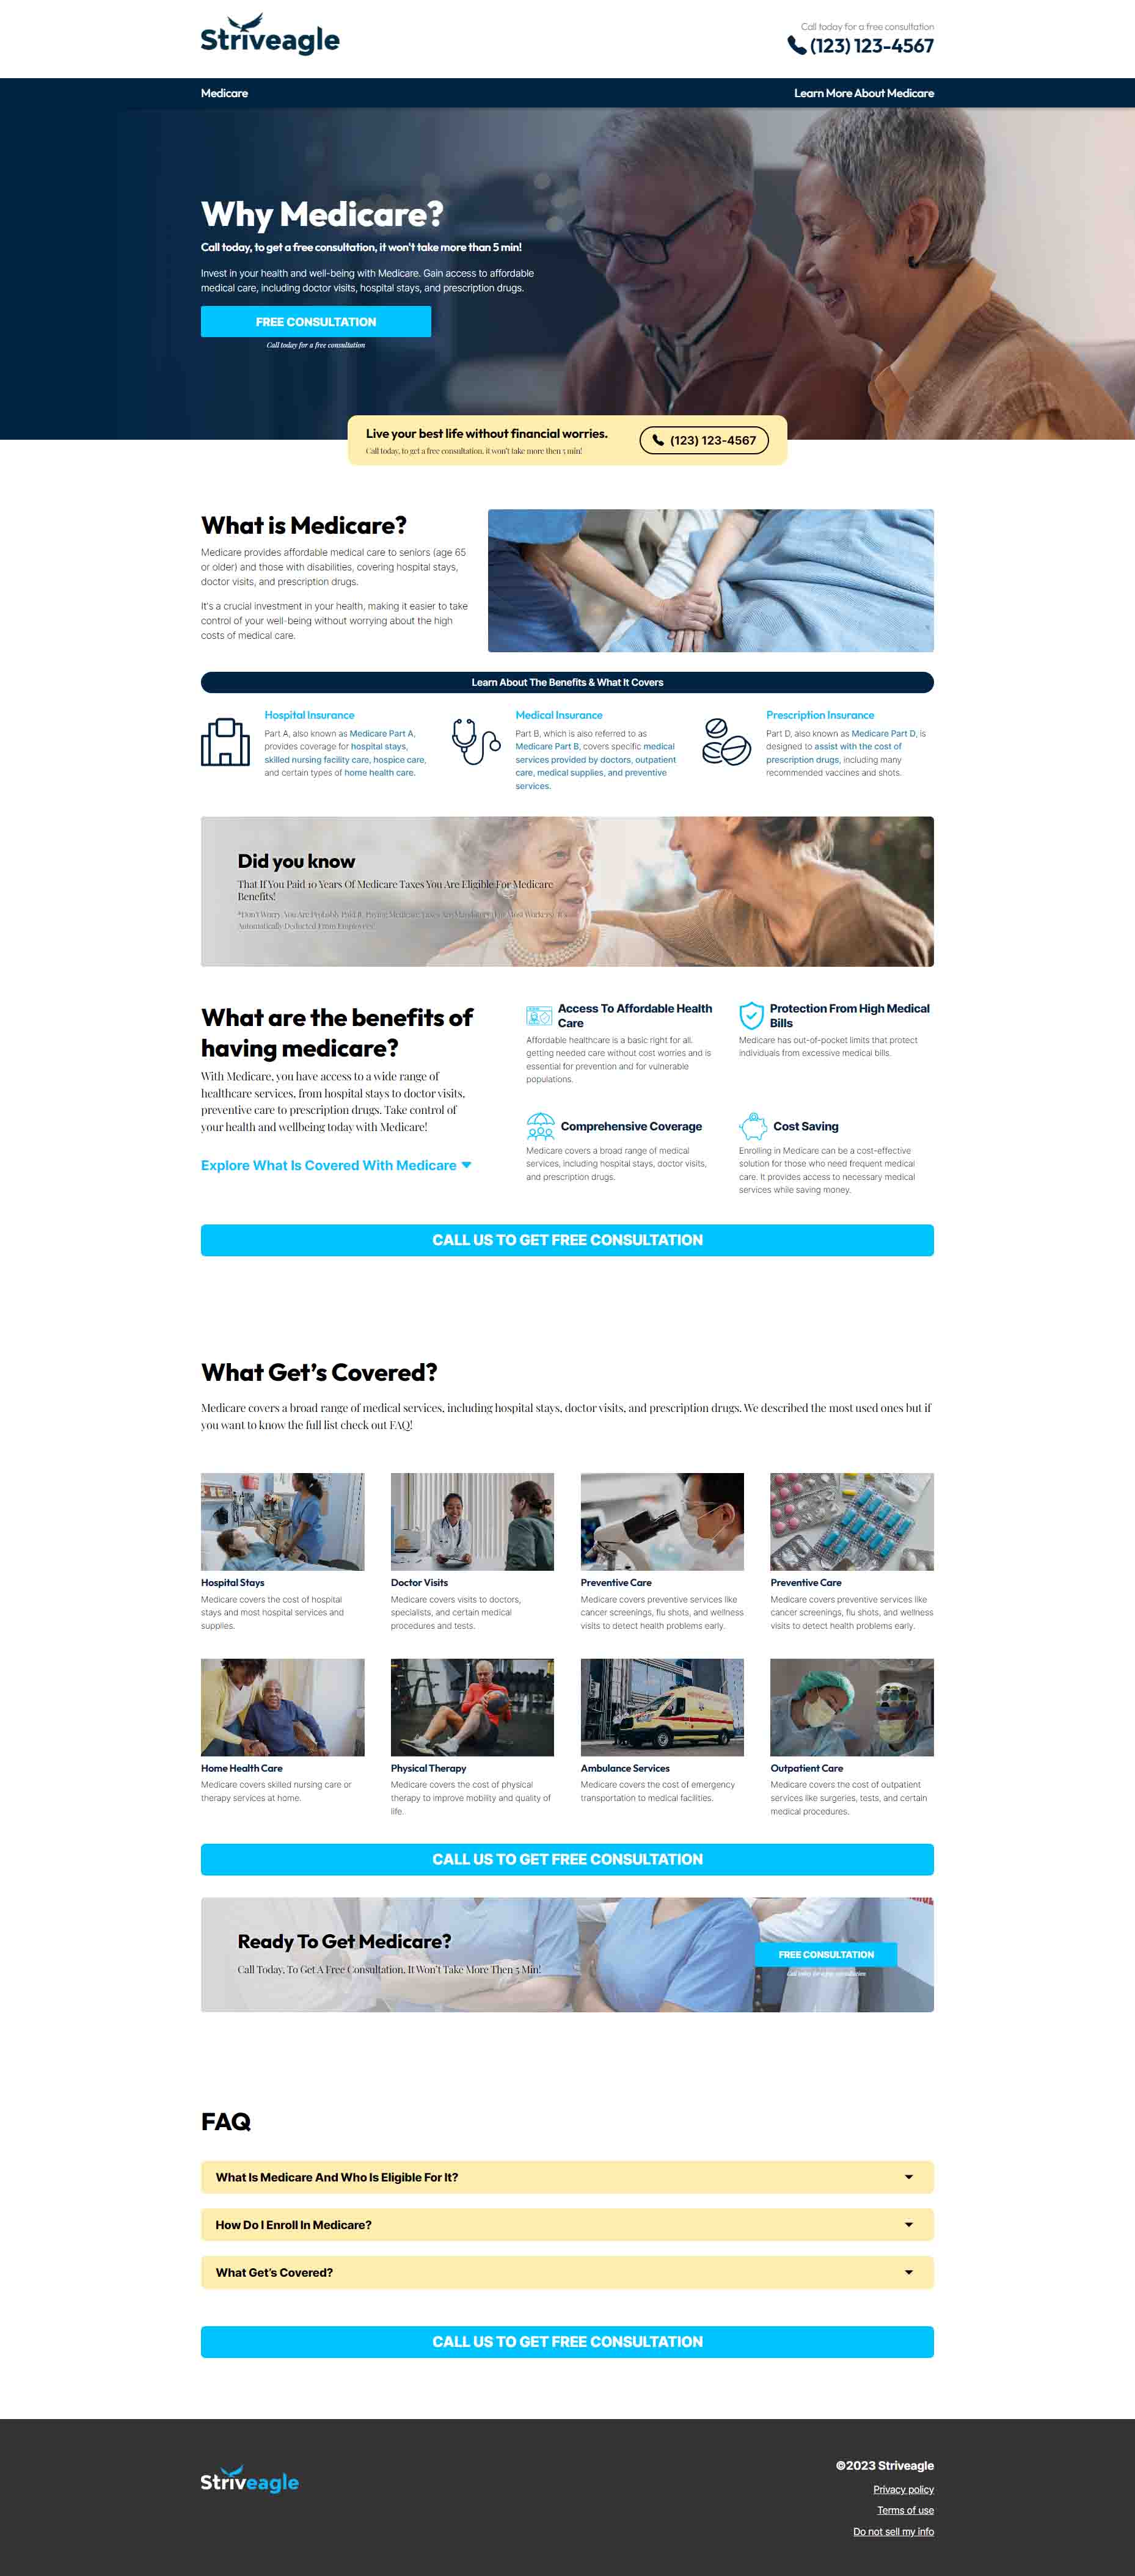 Striveagle
Call today for a free consultation
(123) 123-4567
Medicare
Learn More About Medicare
Why Medicare?
Call today, to get a free consultation, it won't take more than 5 min!
Invest in your health and well-being with Medicare. Gain access to affordable
medical care, including doctor visits, hospital stays, and prescription drugs.
FREE CONSULTATION
Call today for a free consultation
Live your best life without financial worries.
Call today, to get a free consultation, it won't take more then 5 min!
(123) 123-4567
What is Medicare?
Medicare provides affordable medical care to seniors (age 65
or older) and those with disabilities, covering hospital stays,
doctor visits, and prescription drugs.
It's a crucial investment in your health, making it easier to take
control of your well-being without worrying about the high
costs of medical care.
Learn About The Benefits & What It Covers
Hospital Insurance
Part A, also known as Medicare Part A,
provides coverage for hospital stays,
skilled nursing facility care, hospice care,
and certain types of home health care.
Medical Insurance
Part B, which is also referred to as
Medicare Part B, covers specific medical
services provided by doctors, outpatient
care, medical supplies, and preventive
services.
Prescription Insurance
Part D, also known as Medicare Part D, is
designed to assist with the cost of
prescription drugs, including many
recommended vaccines and shots.
Did you know
That If You Paid 10 Years Of Medicare Taxes You Are Eligible For Medicare
Benefits!
*Don't Worry, You Are Probably Paid It, Paying Medicare Taxes Are Mandatory For Most Workers, It's
Automatically Deducted From Employees!
What are the benefits of
having medicare?
With Medicare, you have access to a wide range of
healthcare services, from hospital stays to doctor visits,
preventive care to prescription drugs. Take control of
your health and wellbeing today with Medicare!
Explore What Is Covered With Medicare
Access To Affordable Health
Care
Affordable healthcare is a basic right for all.
getting needed care without cost worries and is
essential for prevention and for vulnerable
populations.
Protection From High Medical
Bills
Medicare has out-of-pocket limits that protect
individuals from excessive medical bills.
Comprehensive Coverage
Medicare covers a broad range of medical
services, including hospital stays, doctor visits,
and prescription drugs.
Cost Saving
Enrolling in Medicare can be a cost-effective
solution for those who need frequent medical
care. It provides access to necessary medical
services while saving money.
CALL US TO GET FREE CONSULTATION
What Get's Covered?
Medicare covers a broad range of medical services, including hospital stays, doctor visits, and prescription drugs. We described the most used ones but if
you want to know the full list check out FAQ!
Hospital Stays
Medicare covers the cost of hospital
stays and most hospital services and
supplies.
Doctor Visits
Medicare covers visits to doctors,
specialists, and certain medical
procedures and tests.
Preventive Care
Medicare covers preventive services like
cancer screenings, flu shots, and wellness
visits to detect health problems early.
Preventive Care
Medicare covers preventive services like
cancer screenings, flu shots, and wellness
visits to detect health problems early.
Home Health Care
Medicare covers skilled nursing care or
therapy services at home.
Physical Therapy
Medicare covers the cost of physical
therapy to improve mobility and quality of
life.
Ambulance Services
Medicare covers the cost of emergency
transportation to medical facilities.
Outpatient Care
Medicare covers the cost of outpatient
services like surgeries, tests, and certain
medical procedures.
CALL US TO GET FREE CONSULTATION
Ready To Get Medicare?
Call Today, To Get A Free Consultation, It Won't Take More Then 5 Min!
FREE CONSULTATION
Call today for a free consultation
FAQ
What Is Medicare And Who Is Eligible For It?
How Do I Enroll In Medicare?
What Get's Covered?
CALL US TO GET FREE CONSULTATION
Striveagle
©2023 Striveagle
Privacy policy
Terms of use
Do not sell my info